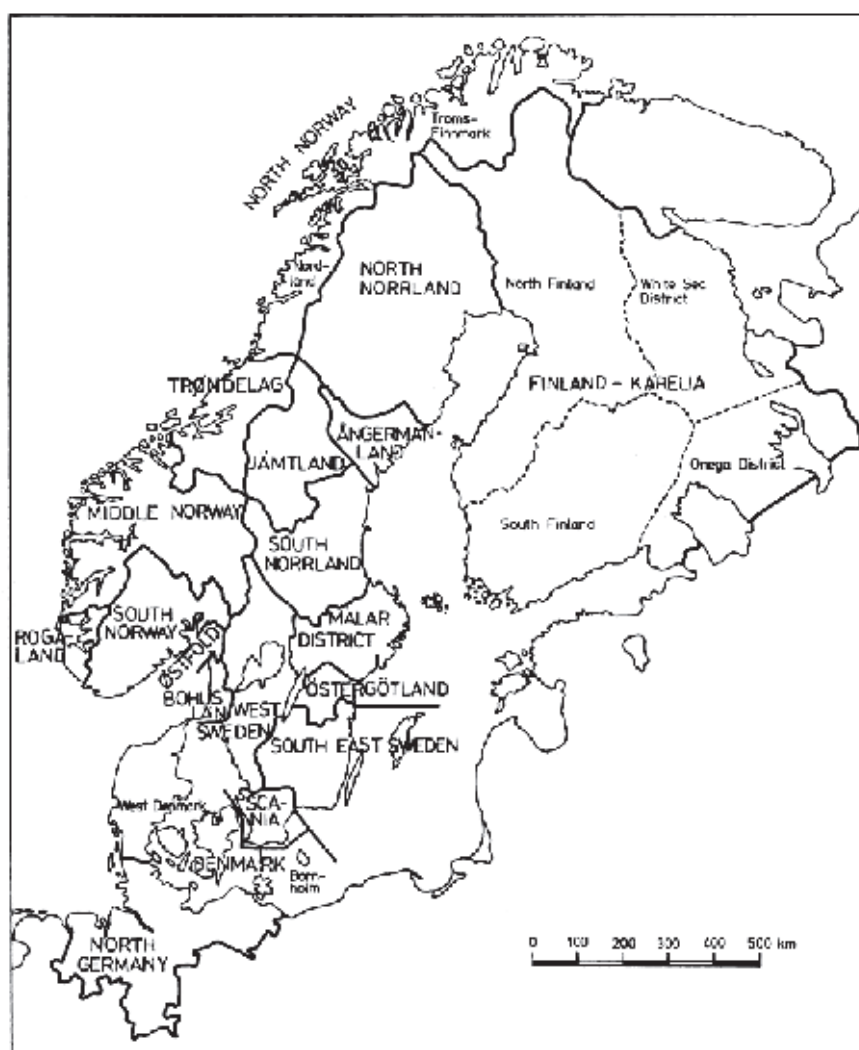 NORTH NORWAY
Troms-
Finnmark
Nord-
land
NORTH
NORRLAND
North Finland
White Sea
District
TRØNDELAG
FINLAND - KARELIA
ÅNGERMAN-
LAND
JÄMTLAND
Onega District
MIDDLE NORWAY
SOUTH
NORRLAND
South Finland
SOUTH
NORWAY
MALAR
DISTRICT
ROGA-
LAND
ØSTFOLD
BOHUS
LÄN
WEST
SWEDEN
ÖSTERGÖTLAND
SOUTH EAST SWEDEN
West Denmark
SCA-
NIA
DENMARK
Born-
holm
NORTH
GERMANY
0 100 200 300 400 500 km